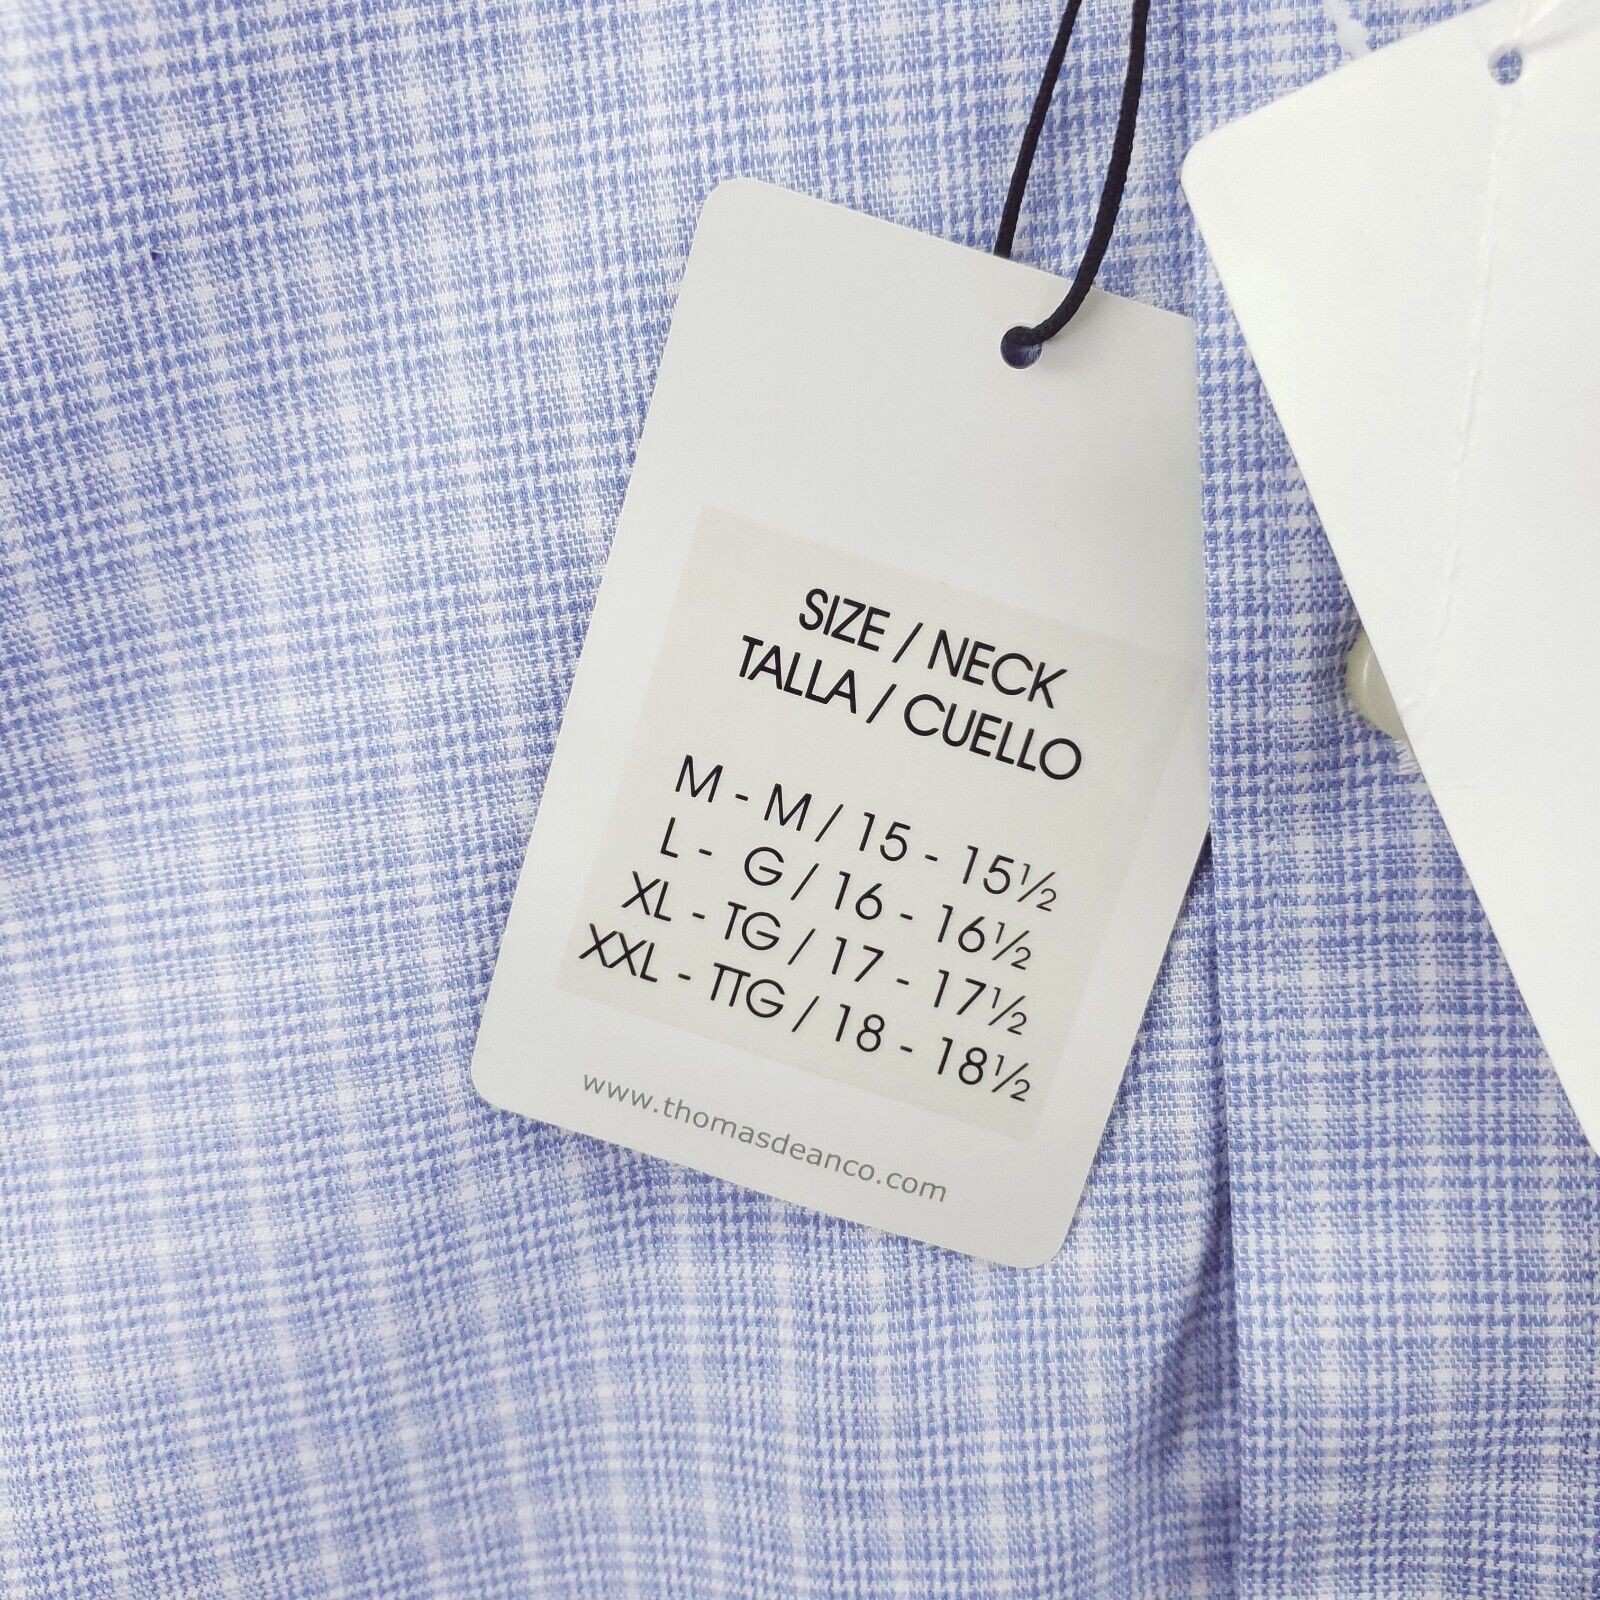 SIZE / NECK
TALLA / CUELLO
M - M / 15 - 15½
L - G / 16 - 16½
XL - TG / 17 - 17½
XXL - TTG / 18 - 18½
www.thomasdeanco.com